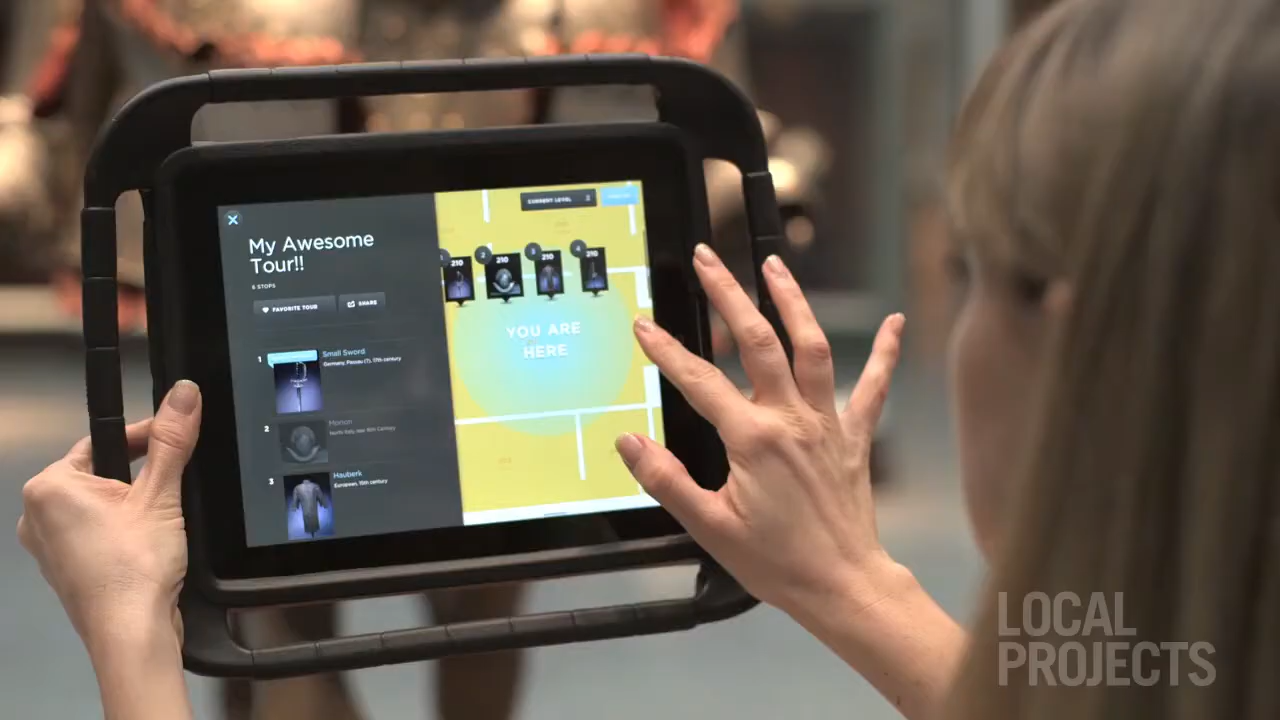 My Awesome
Tour!!
6 STOPS
FAVORITE TOUR
SHARE
1
Small Sword
Germany, Passau (?), 17th century
2
Morion
North Italy, late 16th Century
3
Hauberk
European, 15th century
CURRENT LEVEL
1
210
2
210
3
210
4
210
YOU ARE
HERE
LOCAL
PROJECTS